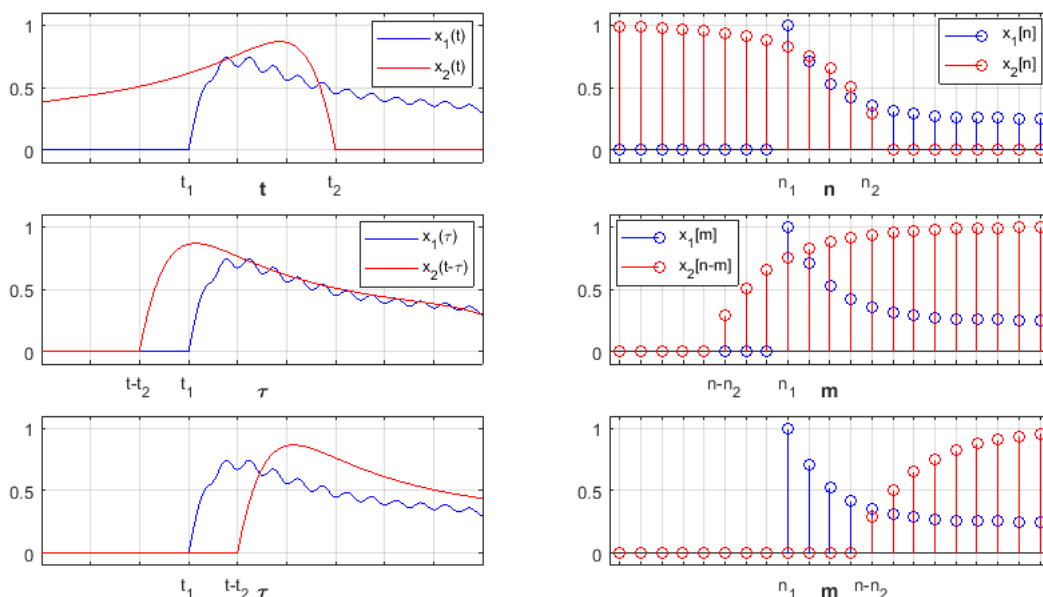 1
0.5
0
x₁(t)
x₂(t)
t₁
t
t₂
1
0.5
0
x₁[n]
x₂[n]
n₁
n
n₂
1
0.5
0
x₁(τ)
x₂(t-τ)
t-t₂
t₁
τ
1
0.5
0
x₁[m]
x₂[n-m]
n-n₂
n₁
m
1
0.5
0
t₁
t-t₂
τ
1
0.5
0
n₁
m
n-n₂